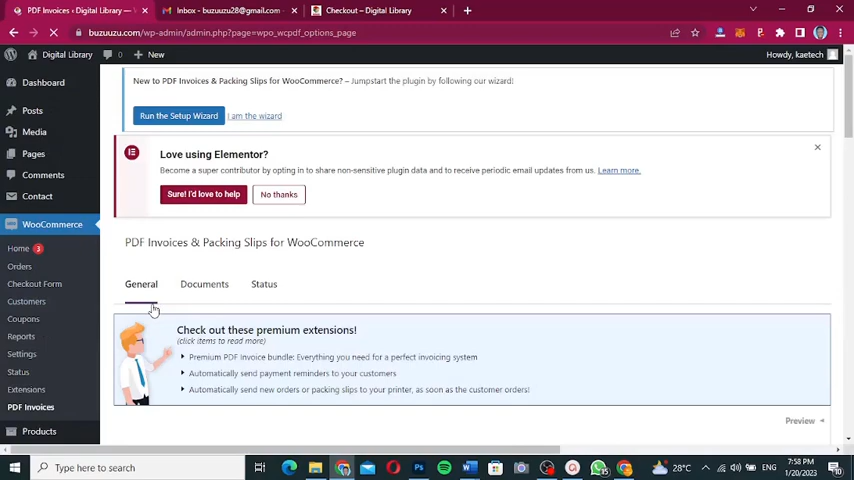 PDF Invoices ‹ Digital Library — W
Inbox - buzuuzu28@gmail.com -
Checkout – Digital Library
buzuuzu.com/wp-admin/admin.php?page=wpo_wcpdf_options_page
Digital Library
0
New
Howdy, kaetech
Dashboard
Posts
Media
Pages
Comments
Contact
WooCommerce
Home 3
Orders
Checkout Form
Customers
Coupons
Reports
Settings
Status
Extensions
PDF Invoices
Products
New to PDF Invoices & Packing Slips for WooCommerce? – Jumpstart the plugin by following our wizard!
Run the Setup Wizard
I am the wizard
Love using Elementor?
Become a super contributor by opting in to share non-sensitive plugin data and to receive periodic email updates from us. Learn more.
Sure! I'd love to help
No thanks
PDF Invoices & Packing Slips for WooCommerce
General
Documents
Status
Check out these premium extensions!
(click items to read more)
Premium PDF Invoice bundle: Everything you need for a perfect invoicing system
Automatically send payment reminders to your customers
Automatically send new orders or packing slips to your printer, as soon as the customer orders!
Preview
Type here to search
15
28°C
ENG
7:58 PM
1/20/2023
10